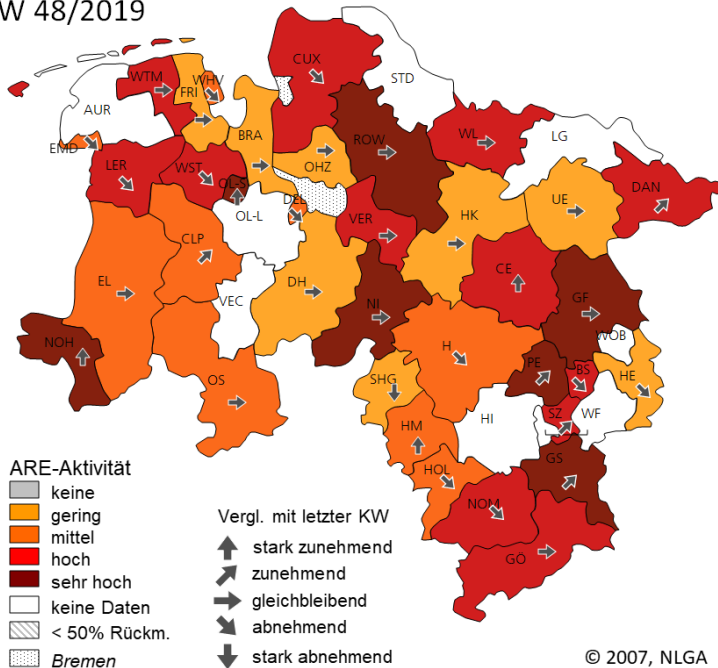 W 48/2019
CUX
WTM
WHV
STD
FRI
AUR
BRA
WL
LG
EMD
ROW
OHZ
LER
WST
OL-S
DAN
DEL
UE
OL-L
VER
HK
CLP
CE
EL
DH
VEC
NI
GF
WOB
NOH
H
PE
BS
HE
OS
SHG
SZ
WF
HI
HM
GS
HOL
NOM
GÖ
ARE-Aktivität
keine
gering
mittel
hoch
sehr hoch
keine Daten
< 50% Rückm.
Bremen
Vergl. mit letzter KW
stark zunehmend
zunehmend
gleichbleibend
abnehmend
stark abnehmend
© 2007, NLGA